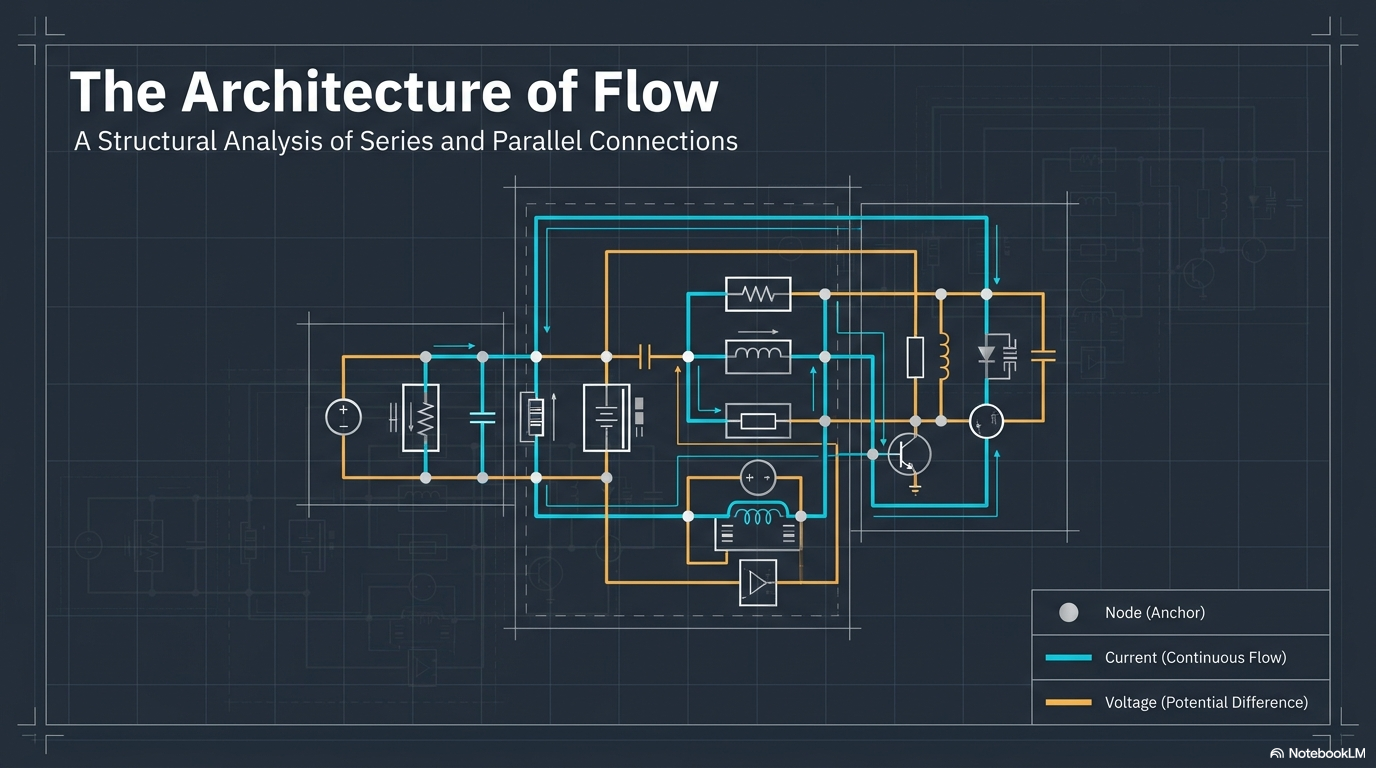 The Architecture of Flow
A Structural Analysis of Series and Parallel Connections
Node (Anchor)
Current (Continuous Flow)
Voltage (Potential Difference)
NotebookLM